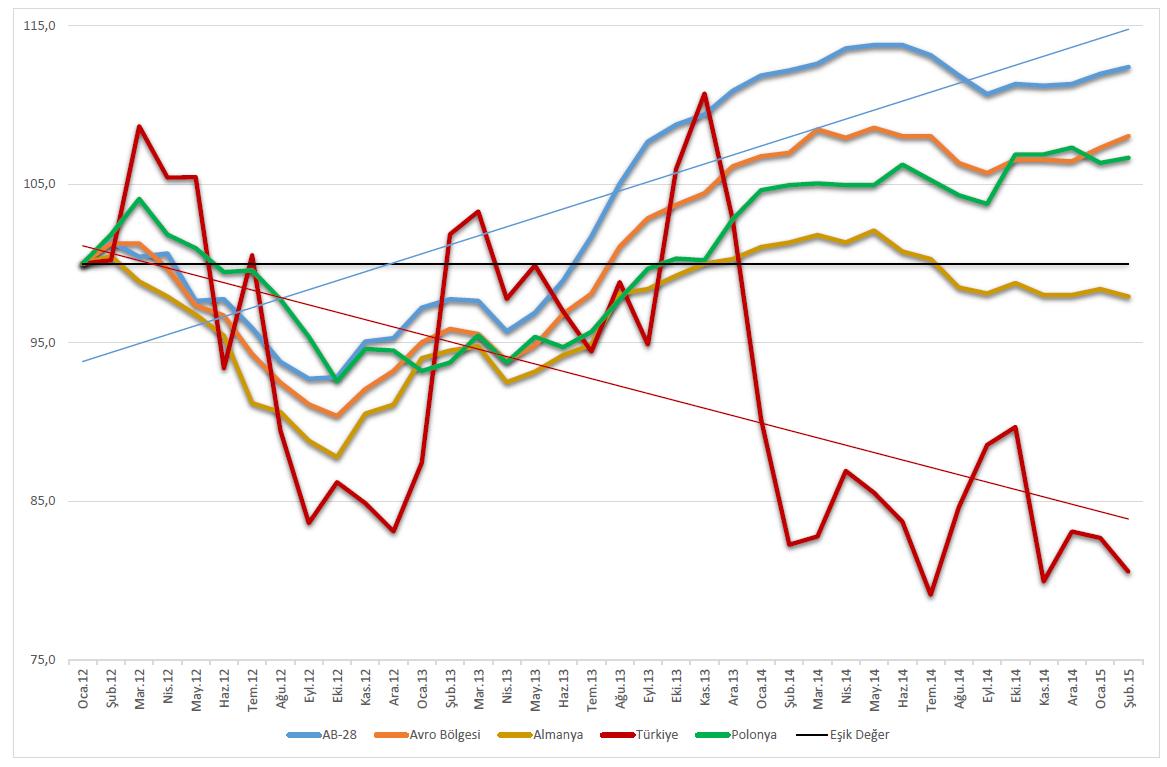 115,0
105,0
95,0
85,0
75,0
Oca.12
Şub.12
Mar.12
Nis.12
May.12
Haz.12
Tem.12
Ağu.12
Eyl.12
Eki.12
Kas.12
Ara.12
Oca.13
Şub.13
Mar.13
Nis.13
May.13
Haz.13
Tem.13
Ağu.13
Eyl.13
Eki.13
Kas.13
Ara.13
Oca.14
Şub.14
Mar.14
Nis.14
May.14
Haz.14
Tem.14
Ağu.14
Eyl.14
Eki.14
Kas.14
Ara.14
Oca.15
Şub.15
AB-28 Avro Bölgesi Almanya Türkiye Polonya Eşik Değer